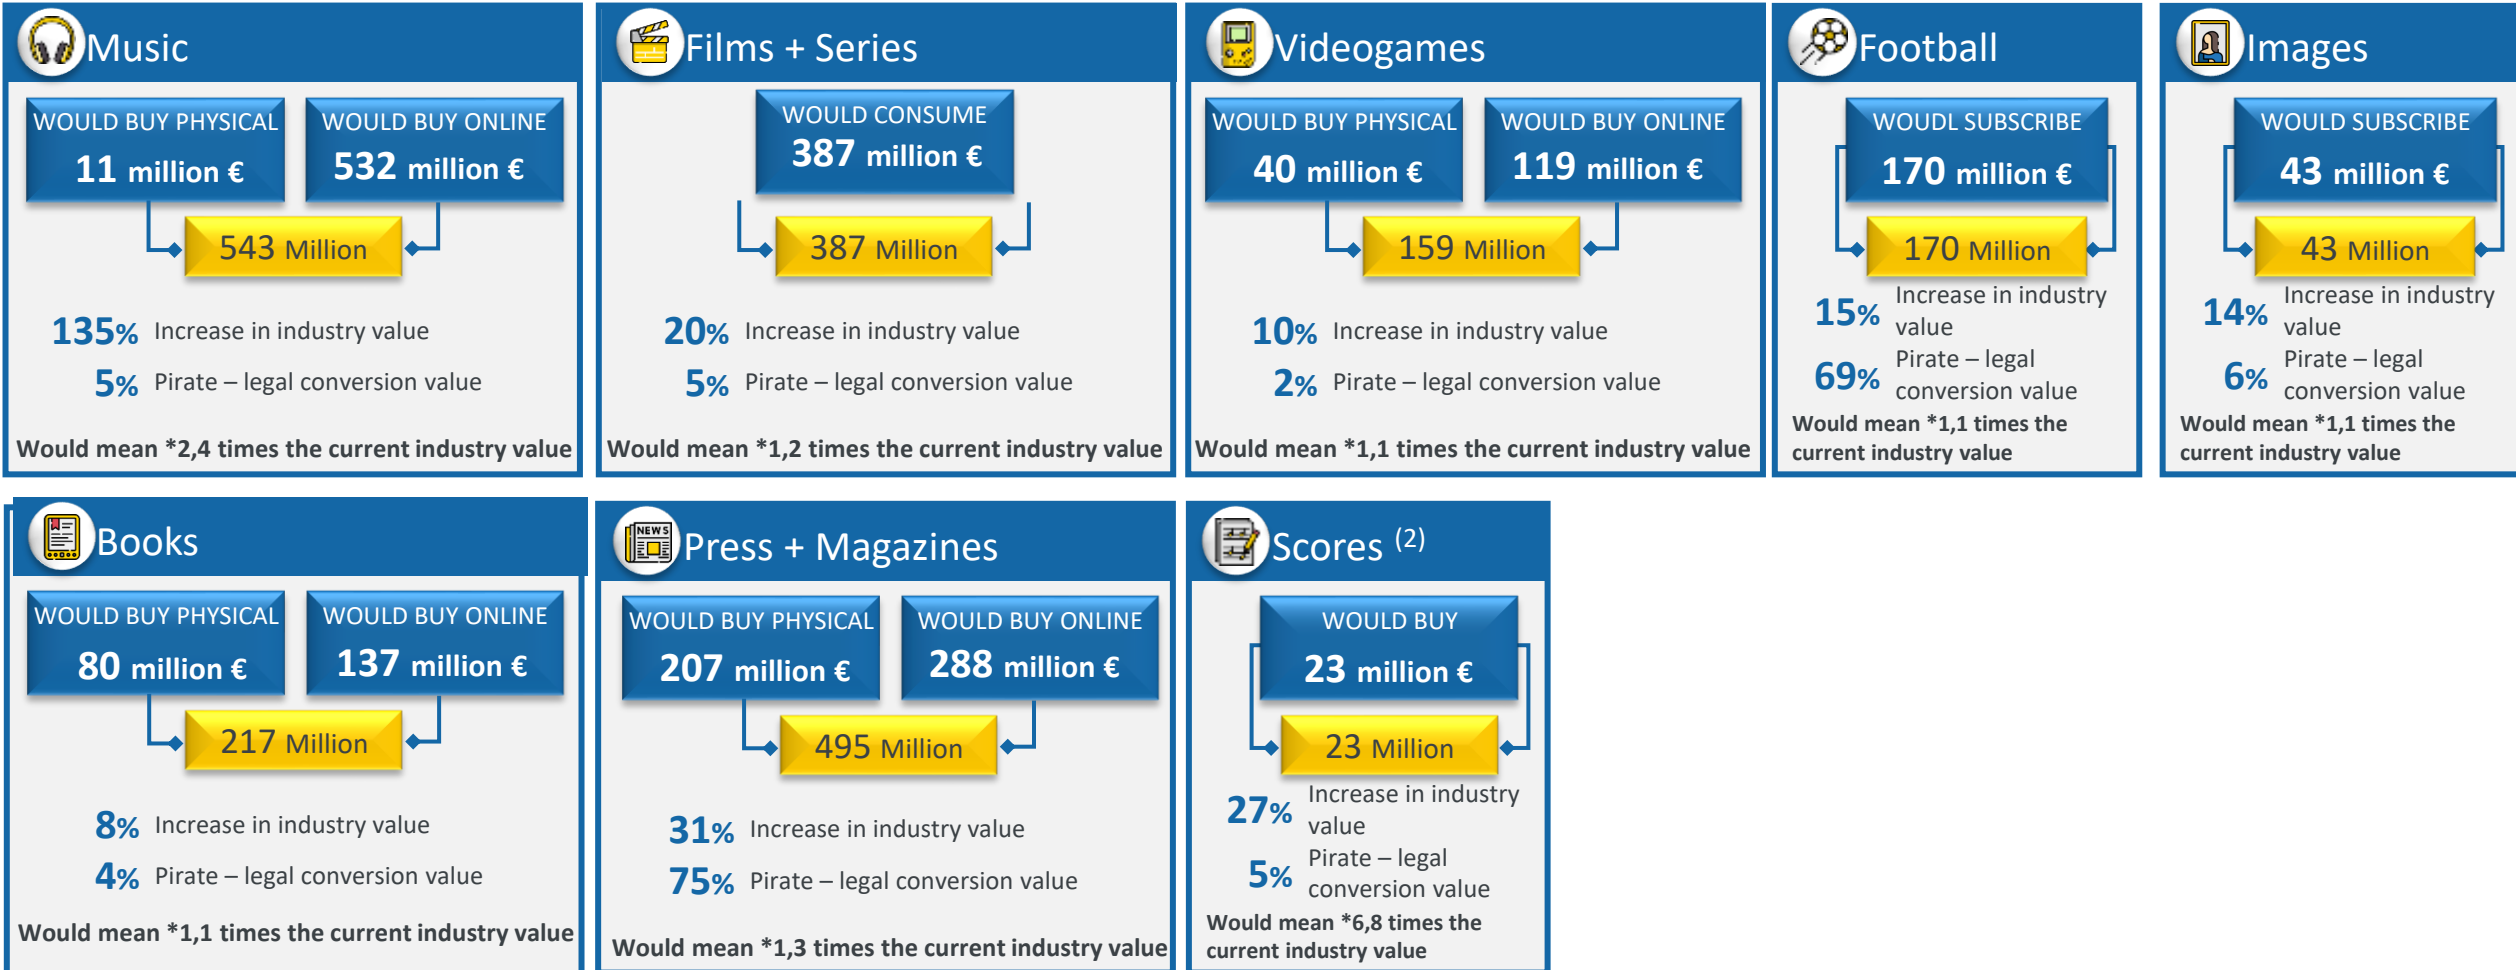 Music
WOULD BUY PHYSICAL
11 million €
WOULD BUY ONLINE
532 million €
543 Million
135% Increase in industry value
5% Pirate – legal conversion value
Would mean *2,4 times the current industry value
Films + Series
WOULD CONSUME
387 million €
387 Million
20% Increase in industry value
5% Pirate – legal conversion value
Would mean *1,2 times the current industry value
Videogames
WOULD BUY PHYSICAL
40 million €
WOULD BUY ONLINE
119 million €
159 Million
10% Increase in industry value
2% Pirate – legal conversion value
Would mean *1,1 times the current industry value
Football
WOUDL SUBSCRIBE
170 million €
170 Million
15% Increase in industry
value
69% Pirate – legal
conversion value
Would mean *1,1 times the
current industry value
Images
WOULD SUBSCRIBE
43 million €
43 Million
14% Increase in industry
value
6% Pirate – legal
conversion value
Would mean *1,1 times the
current industry value
Books
WOULD BUY PHYSICAL
80 million €
WOULD BUY ONLINE
137 million €
217 Million
8% Increase in industry value
4% Pirate – legal conversion value
Would mean *1,1 times the current industry value
NEWS
Press + Magazines
WOULD BUY PHYSICAL
207 million €
WOULD BUY ONLINE
288 million €
495 Million
31% Increase in industry value
75% Pirate – legal conversion value
Would mean *1,3 times the current industry value
Scores (2)
WOULD BUY
23 million €
23 Million
27% Increase in industry
value
5% Pirate – legal
conversion value
Would mean *6,8 times the
current industry value